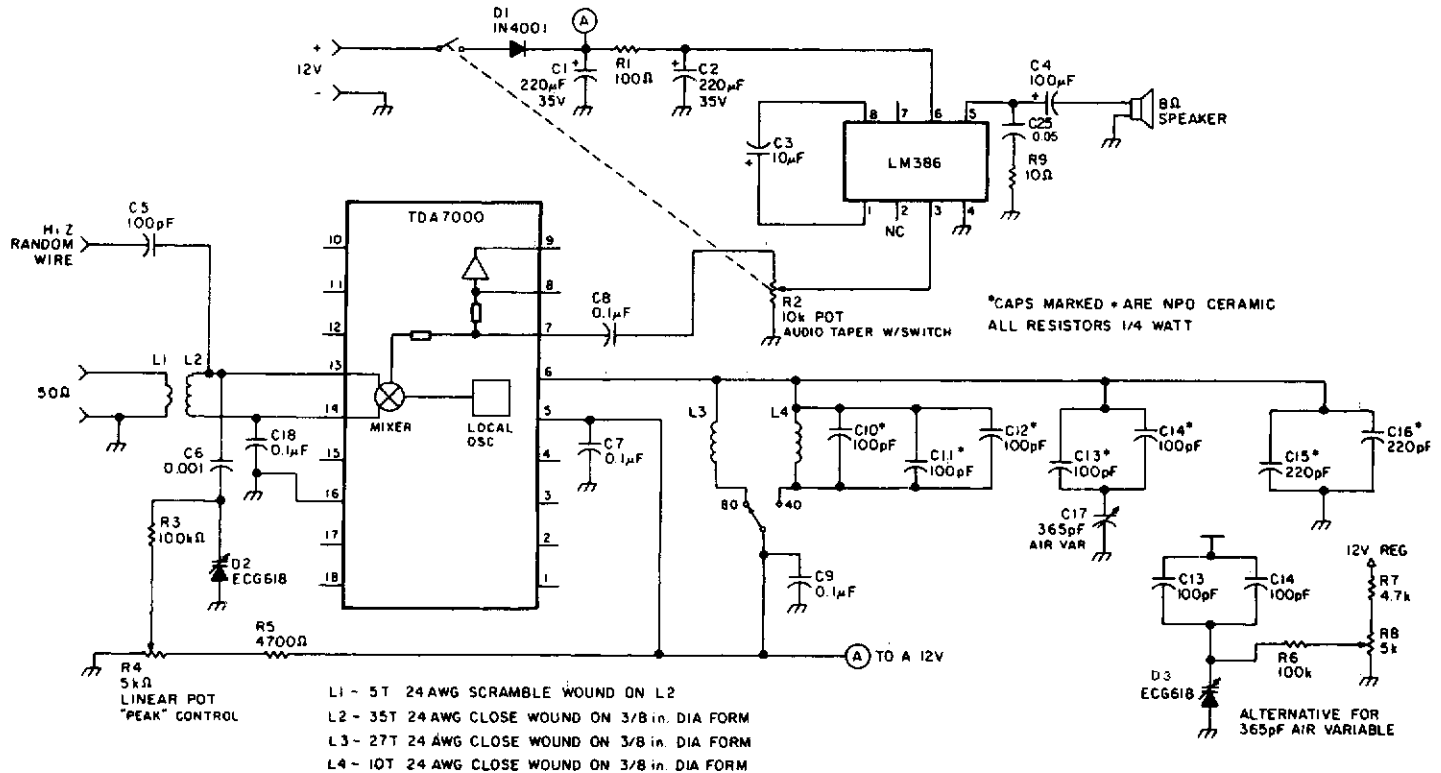 D1
1N4001
A
+
12V
-
+
C1
220µF
35V
R1
100Ω
+
C2
220µF
35V
C4
100µF
+
8Ω
SPEAKER
C25
0.05
R9
10Ω
C3
10µF
+
8
7
6
5
LM386
1
2
3
4
NC
C5
100pF
Hi Z
RANDOM
WIRE
TDA7000
10
11
12
13
14
15
16
17
18
9
8
7
6
5
4
3
2
1
MIXER
LOCAL
OSC
C8
0.1µF
R2
10k POT
AUDIO TAPER W/SWITCH
*CAPS MARKED * ARE NPO CERAMIC
ALL RESISTORS 1/4 WATT
50Ω
L1
L2
C18
0.1µF
C6
0.001
R3
100kΩ
D2
ECG618
R4
5kΩ
LINEAR POT
"PEAK" CONTROL
R5
4700Ω
C7
0.1µF
L3
L4
C10*
100pF
C11*
100pF
C12*
100pF
80
40
C9
0.1µF
C13*
100pF
C14*
100pF
C17
365pF
AIR VAR
C15*
220pF
C16*
220pF
A TO A 12V
C13
100pF
C14
100pF
12V REG
R7
4.7k
R8
5k
R6
100k
D3
ECG618
ALTERNATIVE FOR
365pF AIR VARIABLE
L1 - 5T 24 AWG SCRAMBLE WOUND ON L2
L2 - 35T 24 AWG CLOSE WOUND ON 3/8 in. DIA FORM
L3 - 27T 24 AWG CLOSE WOUND ON 3/8 in. DIA FORM
L4 - 10T 24 AWG CLOSE WOUND ON 3/8 in. DIA FORM